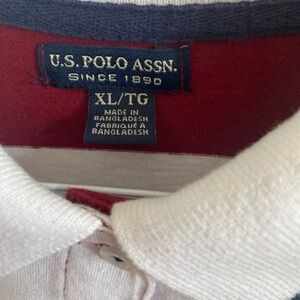 U.S. POLO ASSN.
SINCE 1890
XL/TG
MADE IN
BANGLADESH
FABRIQUÉ A
BANGLADESH